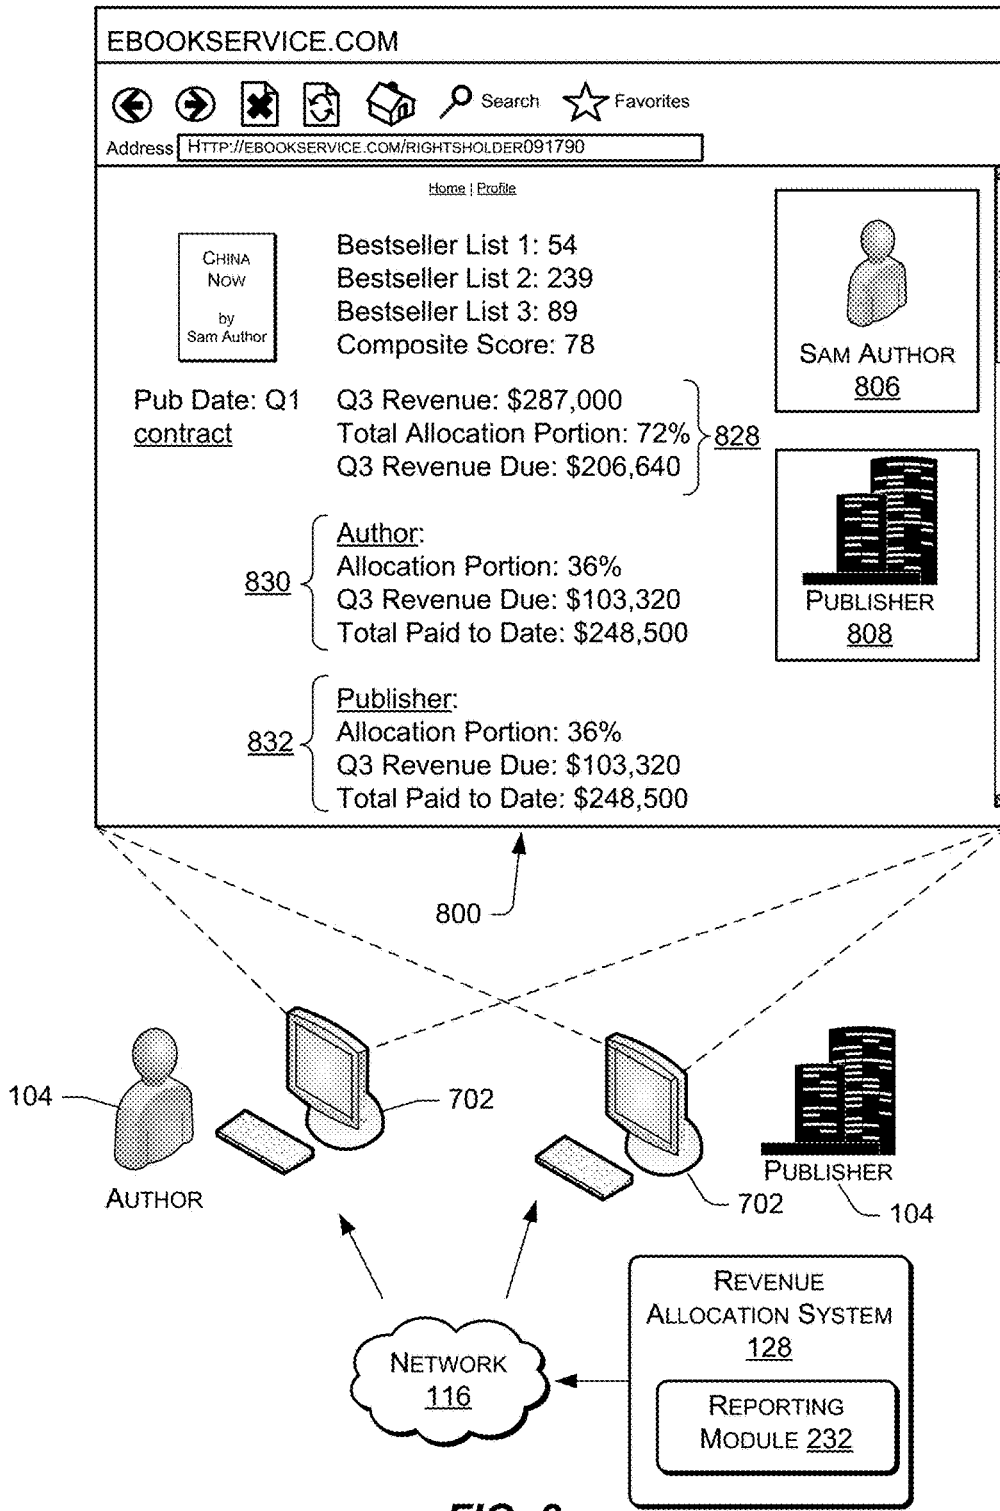 EBOOKSERVICE.COM
Search
Favorites
Address HTTP://EBOOKSERVICE.COM/RIGHTSHOLDER091790
Home | Profile
CHINA
NOW
by
Sam Author
Bestseller List 1: 54
Bestseller List 2: 239
Bestseller List 3: 89
Composite Score: 78
SAM AUTHOR
806
Pub Date: Q1
contract
Q3 Revenue: $287,000
Total Allocation Portion: 72%
Q3 Revenue Due: $206,640
828
PUBLISHER
808
830
Author:
Allocation Portion: 36%
Q3 Revenue Due: $103,320
Total Paid to Date: $248,500
832
Publisher:
Allocation Portion: 36%
Q3 Revenue Due: $103,320
Total Paid to Date: $248,500
800
104
AUTHOR
702
702
PUBLISHER
104
NETWORK
116
REVENUE
ALLOCATION SYSTEM
128
REPORTING
MODULE 232